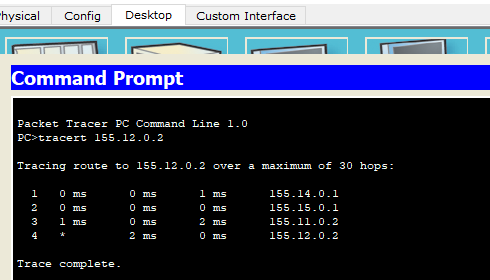 Physical Config Desktop Custom Interface
Command Prompt
Packet Tracer PC Command Line 1.0
PC>tracert 155.12.0.2
Tracing route to 155.12.0.2 over a maximum of 30 hops:
1 0 ms 0 ms 1 ms 155.14.0.1
2 0 ms 0 ms 0 ms 155.15.0.1
3 1 ms 0 ms 2 ms 155.11.0.2
4 * 2 ms 0 ms 155.12.0.2
Trace complete.